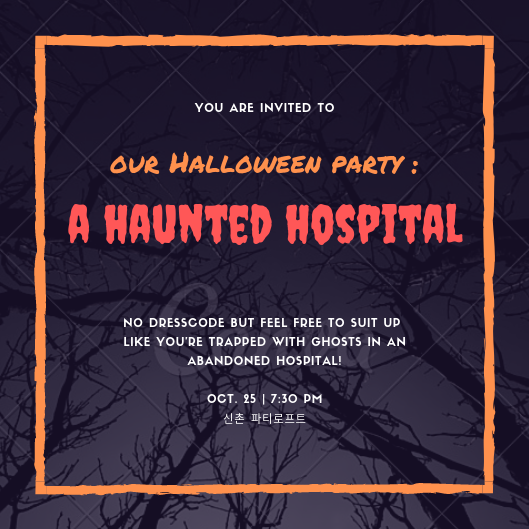 YOU ARE INVITED TO
OUR HALLOWEEN PARTY :
A HAUNTED HOSPITAL
NO DRESSCODE BUT FEEL FREE TO SUIT UP
LIKE YOU'RE TRAPPED WITH GHOSTS IN AN
ABANDONED HOSPITAL!
OCT. 25 | 7:30 PM
신촌 파티로프트